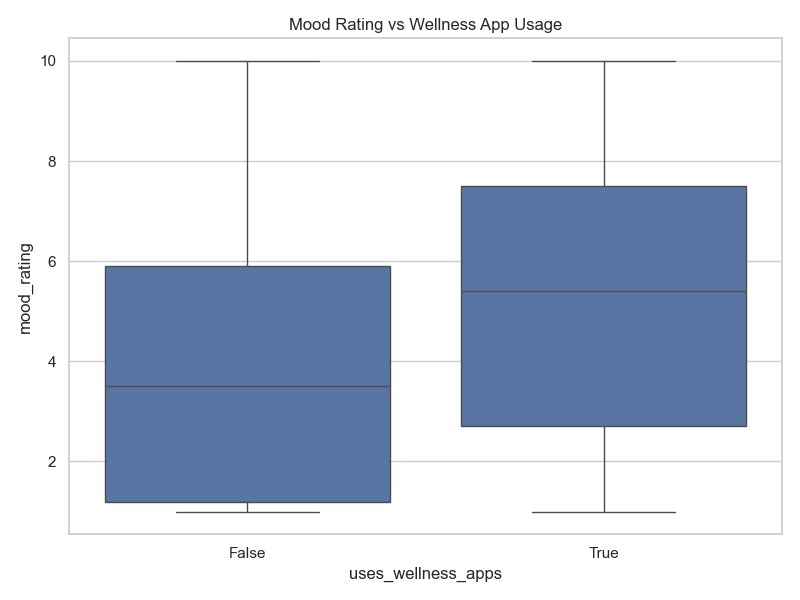 Mood Rating vs Wellness App Usage
10
8
6
4
2
mood_rating
False
True
uses_wellness_apps